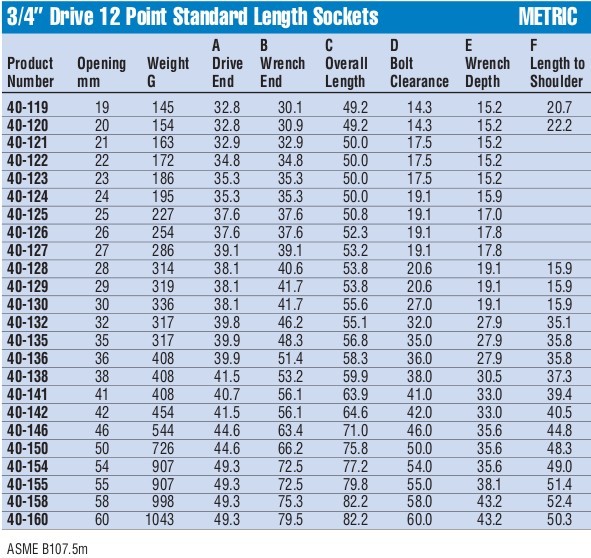 3/4" Drive 12 Point Standard Length Sockets METRIC
A B C D E F
Product Opening Weight Drive Wrench Overall Bolt Wrench Length to
Number mm G End End Length Clearance Depth Shoulder
40-119 19 145 32.8 30.1 49.2 14.3 15.2 20.7
40-120 20 154 32.8 30.9 49.2 14.3 15.2 22.2
40-121 21 163 32.9 32.9 50.0 17.5 15.2
40-122 22 172 34.8 34.8 50.0 17.5 15.2
40-123 23 186 35.3 35.3 50.0 17.5 15.2
40-124 24 195 35.3 35.3 50.0 19.1 15.9
40-125 25 227 37.6 37.6 50.8 19.1 17.0
40-126 26 254 37.6 37.6 52.3 19.1 17.8
40-127 27 286 39.1 39.1 53.2 19.1 17.8
40-128 28 314 38.1 40.6 53.8 20.6 19.1 15.9
40-129 29 319 38.1 41.7 53.8 20.6 19.1 15.9
40-130 30 336 38.1 41.7 55.6 27.0 19.1 15.9
40-132 32 317 39.8 46.2 55.1 32.0 27.9 35.1
40-135 35 317 39.9 48.3 56.8 35.0 27.9 35.8
40-136 36 408 39.9 51.4 58.3 36.0 27.9 35.8
40-138 38 408 41.5 53.2 59.9 38.0 30.5 37.3
40-141 41 408 40.7 56.1 63.9 41.0 33.0 39.4
40-142 42 454 41.5 56.1 64.6 42.0 33.0 40.5
40-146 46 544 44.6 63.4 71.0 46.0 35.6 44.8
40-150 50 726 44.6 66.2 75.8 50.0 35.6 48.3
40-154 54 907 49.3 72.5 77.2 54.0 35.6 49.0
40-155 55 907 49.3 72.5 79.8 55.0 38.1 51.4
40-158 58 998 49.3 75.3 82.2 58.0 43.2 52.4
40-160 60 1043 49.3 79.5 82.2 60.0 43.2 50.3
ASME B107.5m